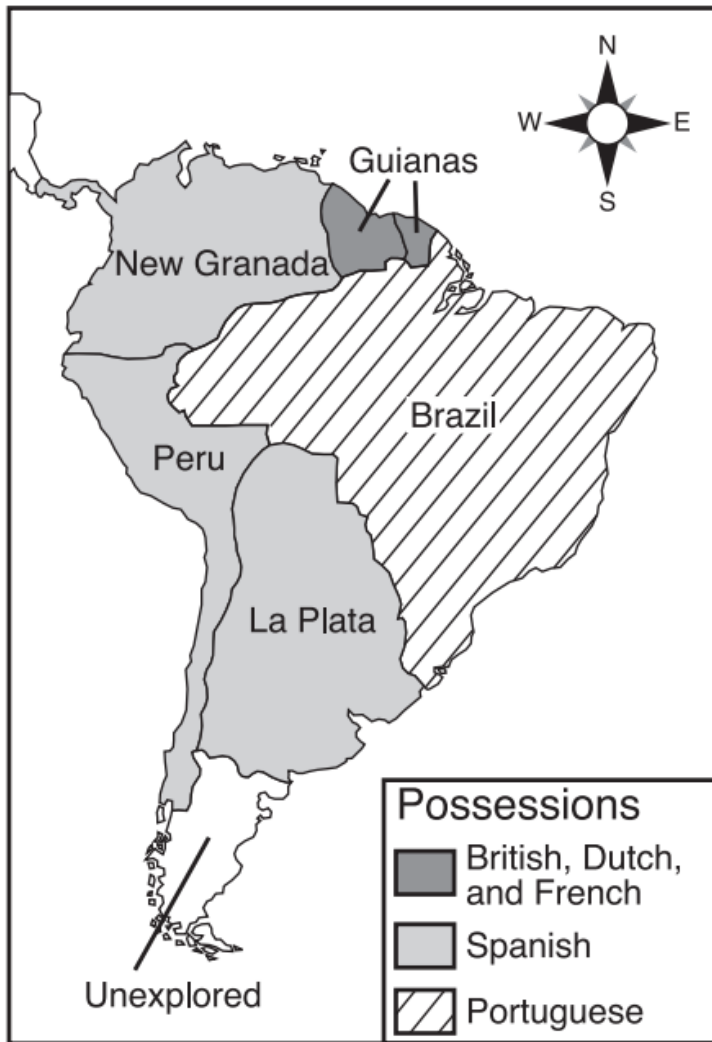 N
W E
S
Guianas
New Granada
Brazil
Peru
La Plata
Unexplored
Possessions
British, Dutch,
and French
Spanish
Portuguese